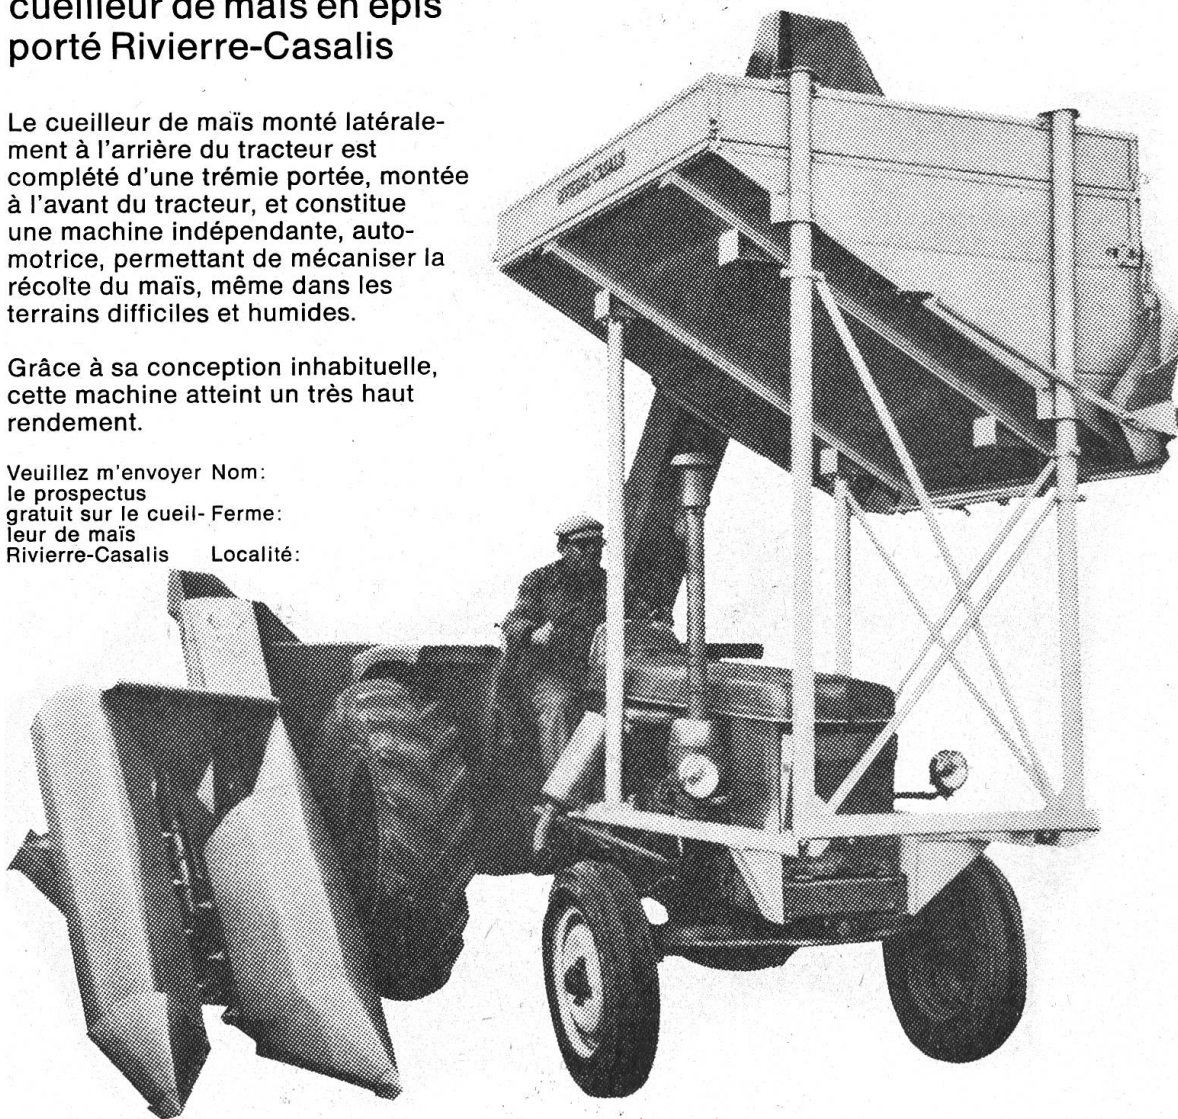 cueilleur de maïs en épis
porté Rivierre-Casalis
Le cueilleur de maïs monté latérale-
ment à l'arrière du tracteur est
complété d'une trémie portée, montée
à l'avant du tracteur, et constitue
une machine indépendante, auto-
motrice, permettant de mécaniser la
récolte du maïs, même dans les
terrains difficiles et humides.
Grâce à sa conception inhabituelle,
cette machine atteint un très haut
rendement.
Veuillez m'envoyer Nom:
le prospectus
gratuit sur le cueil- Ferme:
leur de maïs
Rivierre-Casalis Localité:
RIVIERRE-CASALIS